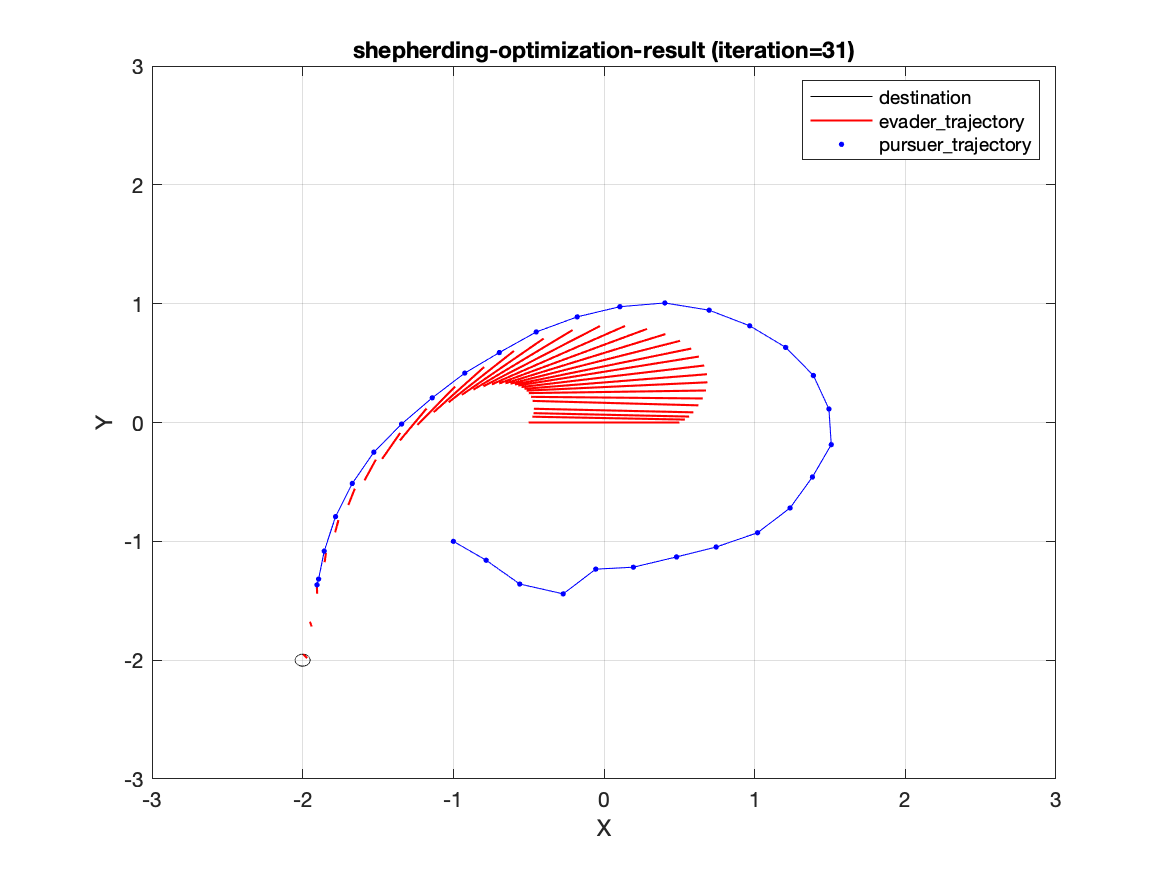 shepherding-optimization-result (iteration=31)
destination
evader_trajectory
pursuer_trajectory
3
2
1
0
-1
-2
-3
Y
-3 -2 -1 0 1 2 3
X